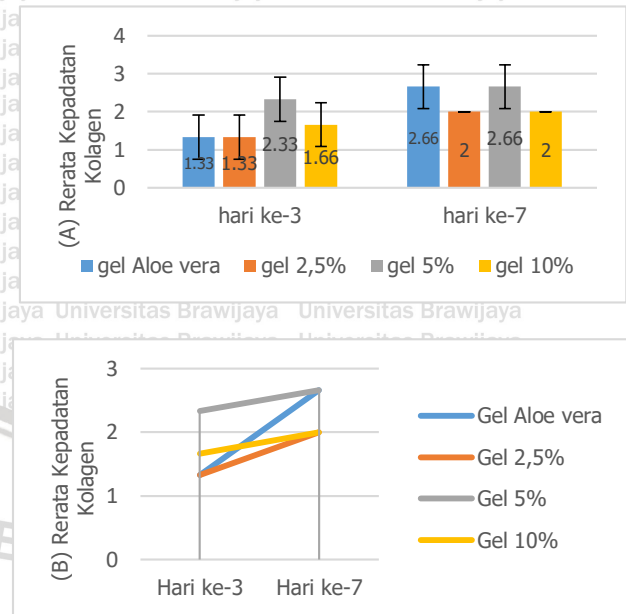 (A) Rerata Kepadatan
Kolagen
4
3
2
1
0
1.33 1.33 2.33 1.66
2.66 2 2.66 2
hari ke-3 hari ke-7
gel Aloe vera gel 2,5% gel 5% gel 10%
jaya Universitas Brawijaya Universitas Brawijaya
(B) Rerata Kepadatan
Kolagen
3
2
1
0
Hari ke-3 Hari ke-7
Gel Aloe vera
Gel 2,5%
Gel 5%
Gel 10%